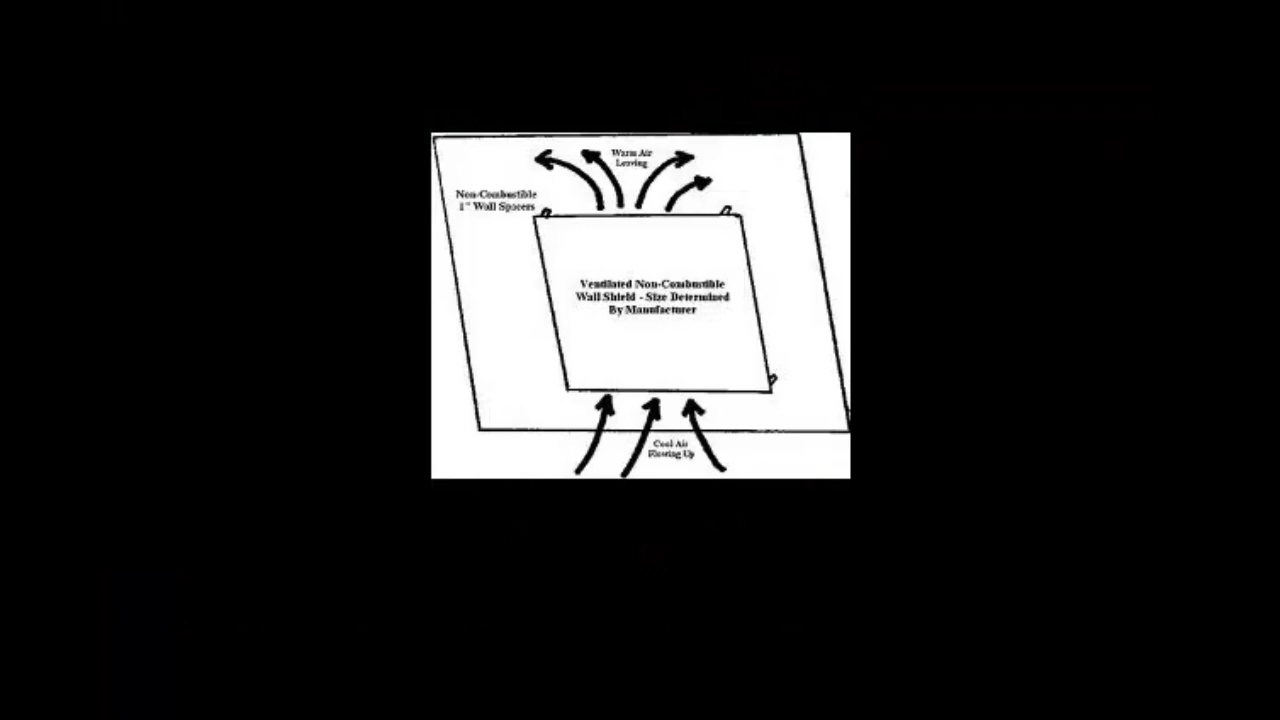 Warm Air
Leaving
Non-Combustible
1" Wall Spacers
Ventilated Non-Combustible
Wall Shield - Size Determined
By Manufacturer
Cool Air
Flowing Up